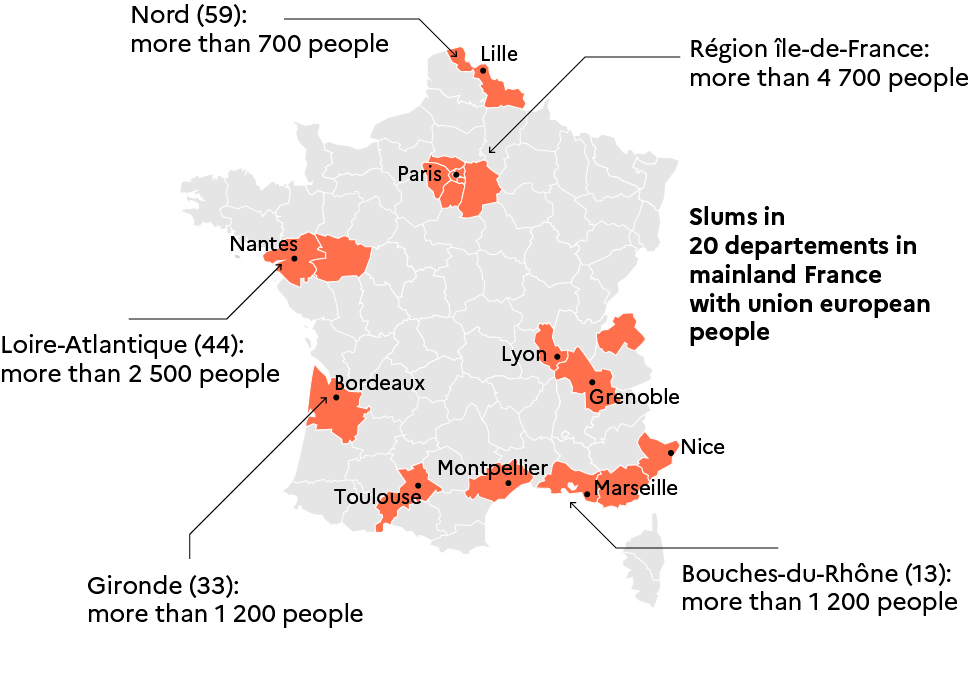 Nord (59):
more than 700 people
Lille
Région île-de-France:
more than 4 700 people
Paris
Slums in
20 departements in
mainland France
with union european
people
Nantes
Loire-Atlantique (44):
more than 2 500 people
Lyon
Grenoble
Bordeaux
Nice
Montpellier
Toulouse
Marseille
Gironde (33):
more than 1 200 people
Bouches-du-Rhône (13):
more than 1 200 people